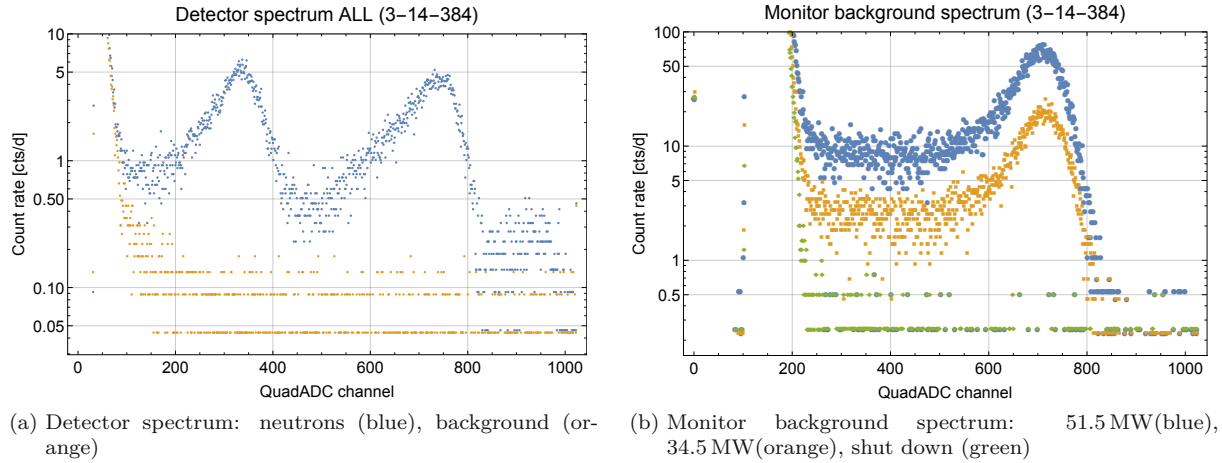 Detector spectrum ALL (3−14−384)
10
5
1
0.50
0.10
0.05
Count rate [cts/d]
0
200
400
600
800
1000
QuadADC channel
(a) Detector spectrum: neutrons (blue), background (or-
ange)
Monitor background spectrum (3−14−384)
100
50
10
5
1
0.5
Count rate [cts/d]
0
200
400
600
800
1000
QuadADC channel
(b) Monitor background spectrum: 51.5 MW(blue),
34.5 MW(orange), shut down (green)